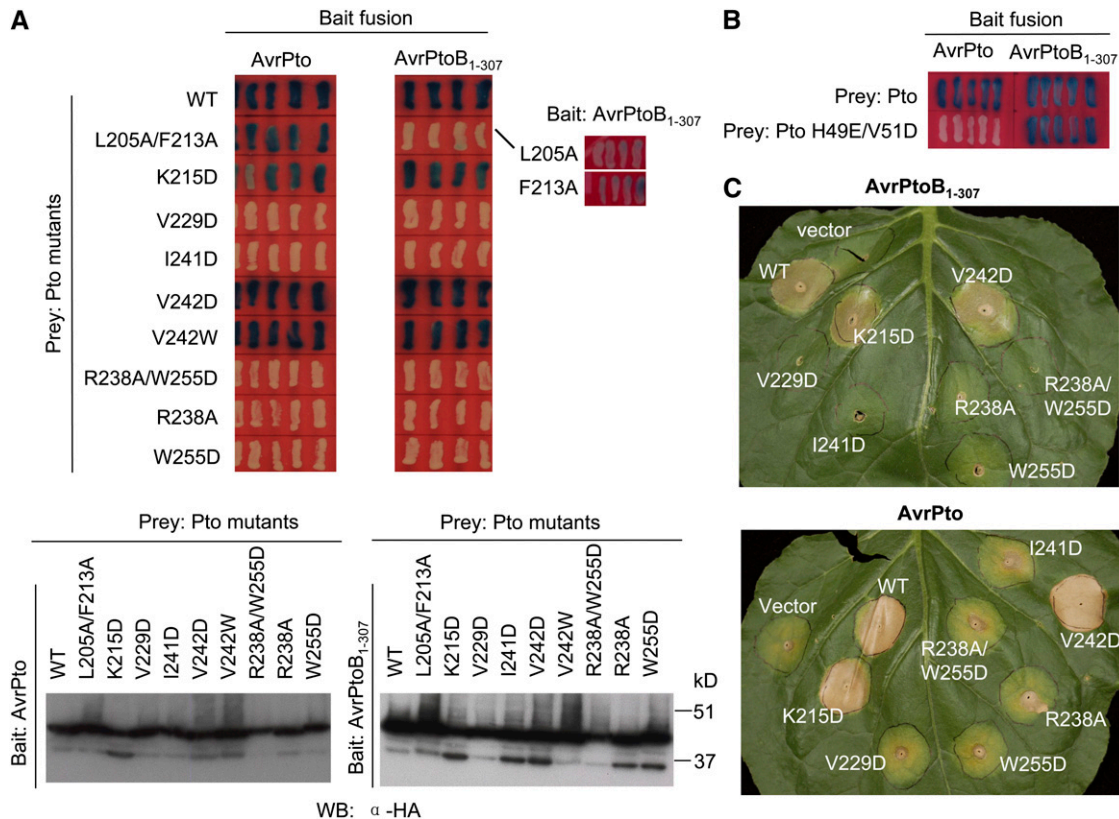 A
Bait fusion
AvrPto
AvrPtoB1-307
Prey: Pto mutants
WT
L205A/F213A
K215D
V229D
I241D
V242D
V242W
R238A/W255D
R238A
W255D
Bait: AvrPtoB1-307
L205A
F213A
Prey: Pto mutants
Bait: AvrPto
WT
L205A/F213A
K215D
V229D
I241D
V242D
V242W
R238A/W255D
R238A
W255D
Prey: Pto mutants
Bait: AvrPtoB1-307
WT
L205A/F213A
K215D
V229D
I241D
V242D
V242W
R238A/W255D
R238A
W255D
kD
51
37
WB: α-HA
B
Bait fusion
AvrPto
AvrPtoB1-307
Prey: Pto
Prey: Pto H49E/V51D
C
AvrPtoB1-307
vector
WT
V242D
K215D
V229D
R238A
R238A/
W255D
I241D
W255D
AvrPto
I241D
WT
Vector
V242D
R238A/
W255D
K215D
R238A
V229D
W255D